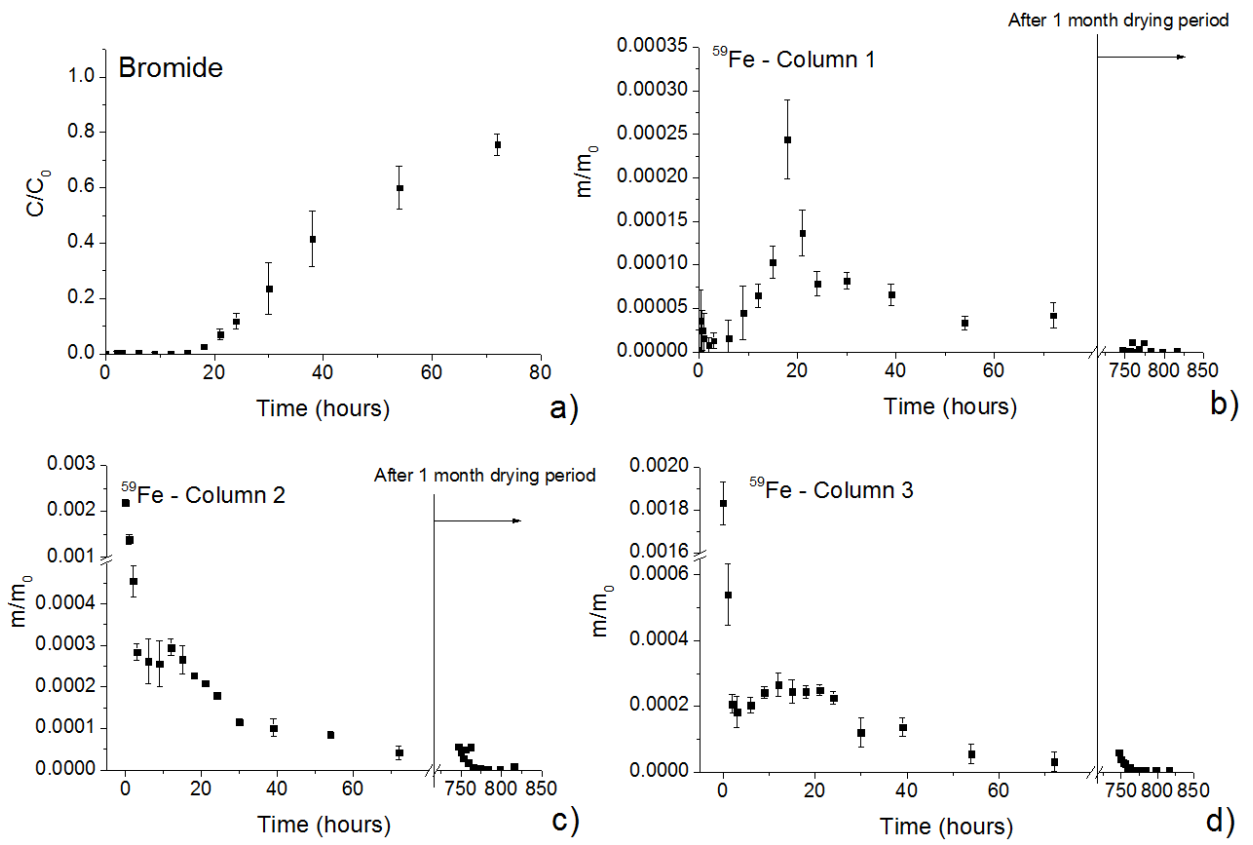 Bromide
1.0
0.8
0.6
0.4
0.2
0.0
C/C0
0 20 40 60 80
Time (hours)
a)
After 1 month drying period
59Fe - Column 1
0.00035
0.00030
0.00025
0.00020
0.00015
0.00010
0.00005
0.00000
m/m0
0 20 40 60 750 800 850
Time (hours)
b)
After 1 month drying period
59Fe - Column 2
0.003
0.002
0.001
0.0004
0.0003
0.0002
0.0001
0.0000
m/m0
0 20 40 60 750 800 850
Time (hours)
c)
59Fe - Column 3
0.0020
0.0018
0.0016
0.0006
0.0004
0.0002
0.0000
m/m0
0 20 40 60 750 800 850
Time (hours)
d)